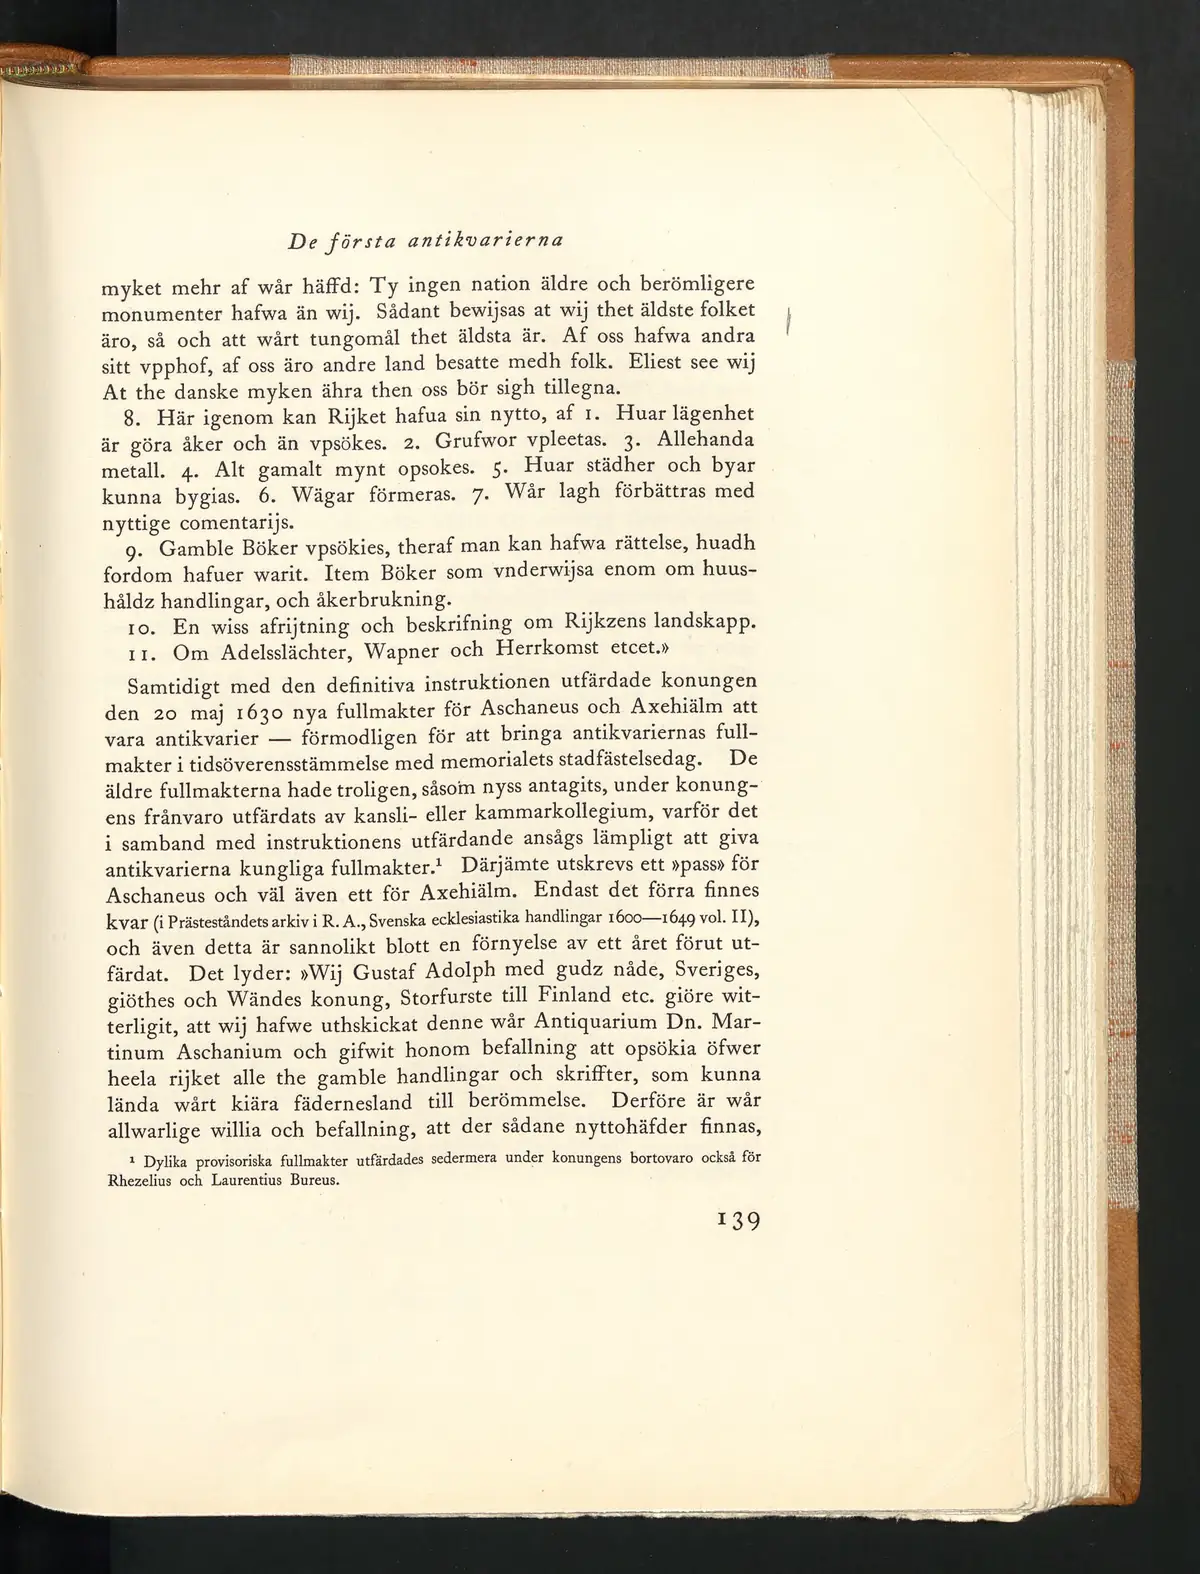 De första antikvarierna
myket mehr af wår häffd: Ty ingen nation äldre och berömligere
monumenter hafwa än wij. Sådant bewijsas at wij thet äldste folket
äro, så och att wårt tungomål thet äldsta är. Af oss hafwa andra
sitt vpphof, af oss äro andre land besatte medh folk. Eliest see wij
At the danske myken ähra then oss bör sigh tillegna.
8. Här igenom kan Rijket hafua sin nytto, af 1. Huar lägenhet
är göra åker och än vpsökes. 2. Grufwor vpleetas. 3. Allehanda
metall. 4. Alt gamalt mynt opsokes. 5. Huar städher och byar
kunna bygias. 6. Wägar förmeras. 7. Wår lagh förbättras med
nyttige comentarijs.
9. Gamble Böker vpsökies, theraf man kan hafwa rättelse, huadh
fordom hafuer warit. Item Böker som vnderwijsa enom om huus-
håldz handlingar, och åkerbrukning.
10. En wiss afrijtning och beskrifning om Rijkzens landskapp.
11. Om Adelsslächter, Wapner och Herrkomst etcet.»
Samtidigt med den definitiva instruktionen utfärdade konungen
den 20 maj 1630 nya fullmakter för Aschaneus och Axehiälm att
vara antikvarier — förmodligen för att bringa antikvariernas full-
makter i tidsöverensstämmelse med memorialets stadfästelsedag. De
äldre fullmakterna hade troligen, såsom nyss antagits, under konung-
ens frånvaro utfärdats av kansli- eller kammarkollegium, varför det
i samband med instruktionens utfärdande ansågs lämpligt att giva
antikvarierna kungliga fullmakter.¹ Därjämte utskrevs ett »pass» för
Aschaneus och väl även ett för Axehiälm. Endast det förra finnes
kvar (i Prästeståndets arkiv i R. A., Svenska ecklesiastika handlingar 1600—1649 vol. II),
och även detta är sannolikt blott en förnyelse av ett året förut ut-
färdat. Det lyder: »Wij Gustaf Adolph med gudz nåde, Sveriges,
giöthes och Wändes konung, Storfurste till Finland etc. giöre wit-
terligit, att wij hafwe uthskickat denne wår Antiquarium Dn. Mar-
tinum Aschanium och gifwit honom befallning att opsökia öfwer
heela rijket alle the gamble handlingar och skriffter, som kunna
lända wårt kiära fädernesland till berömmelse. Derföre är wår
allwarlige willia och befallning, att der sådane nyttohäfder finnas,
¹ Dylika provisoriska fullmakter utfärdades sedermera under konungens bortovaro också för
Rhezelius och Laurentius Bureus.
139